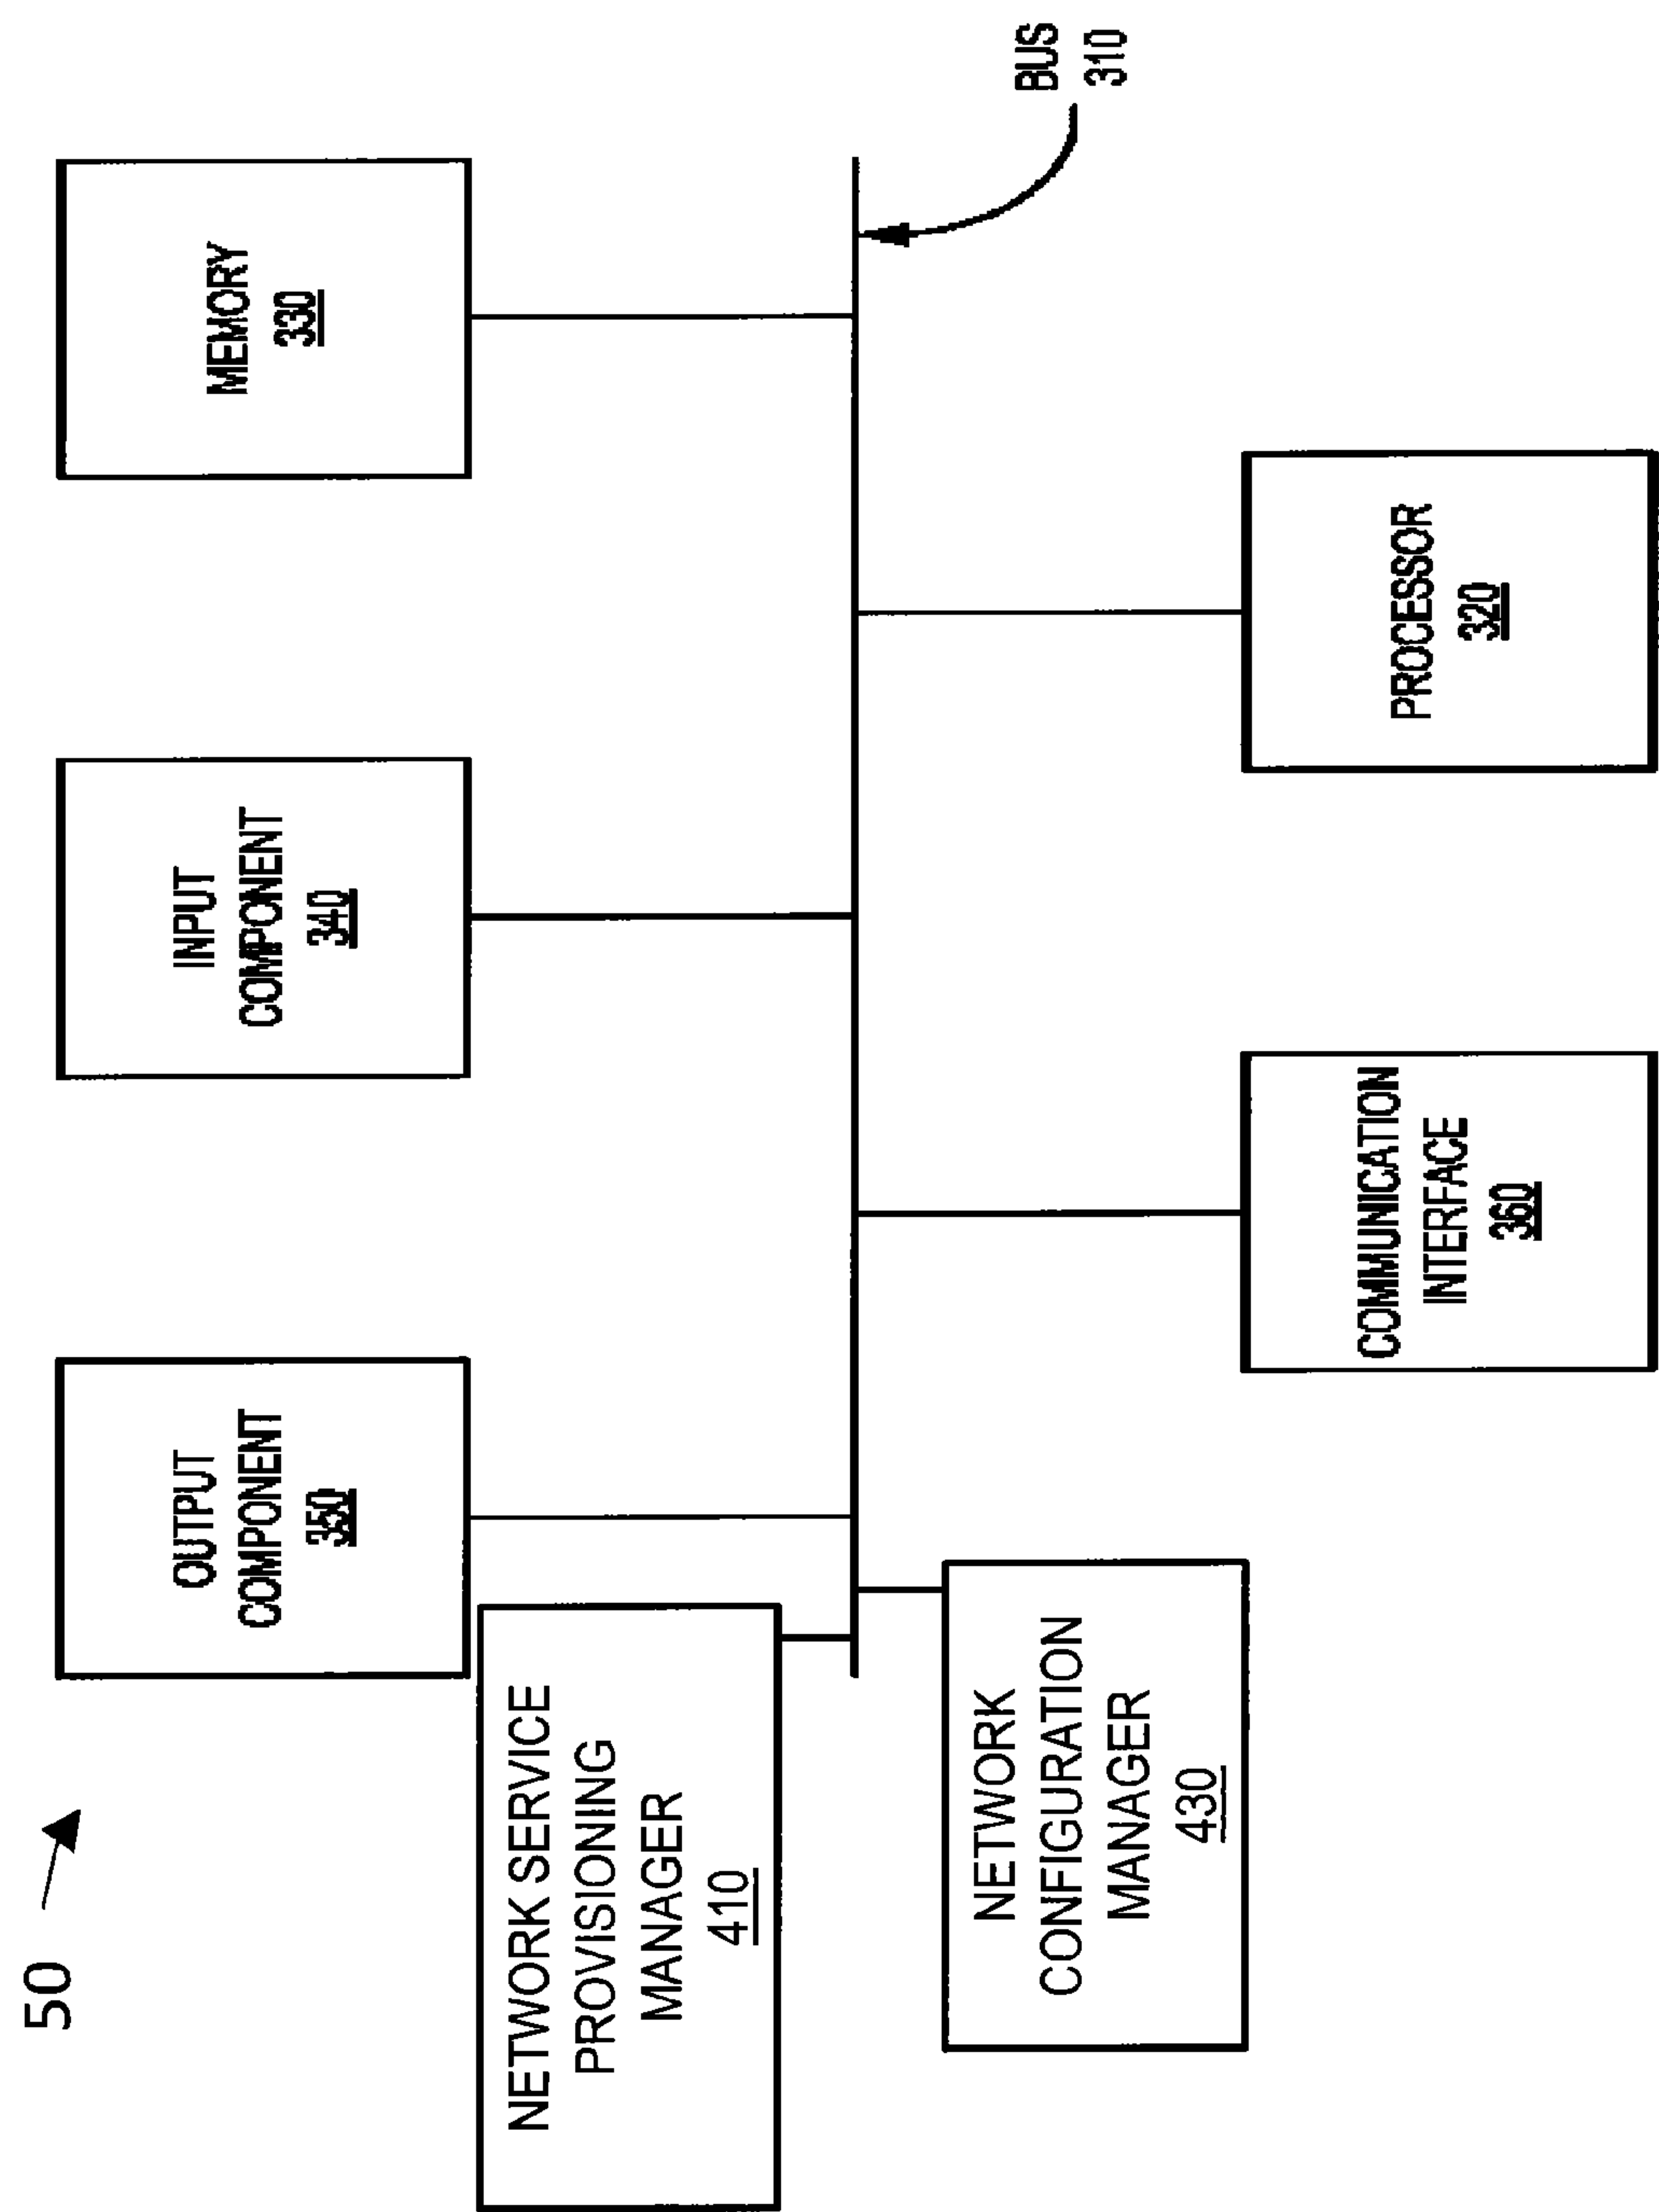 50
OUTPUT
COMPONENT
350
INPUT
COMPONENT
340
MEMORY
330
NETWORK SERVICE
PROVISIONING
MANAGER
410
BUS
310
NETWORK
CONFIGURATION
MANAGER
430
COMMUNICATION
INTERFACE
360
PROCESSOR
320